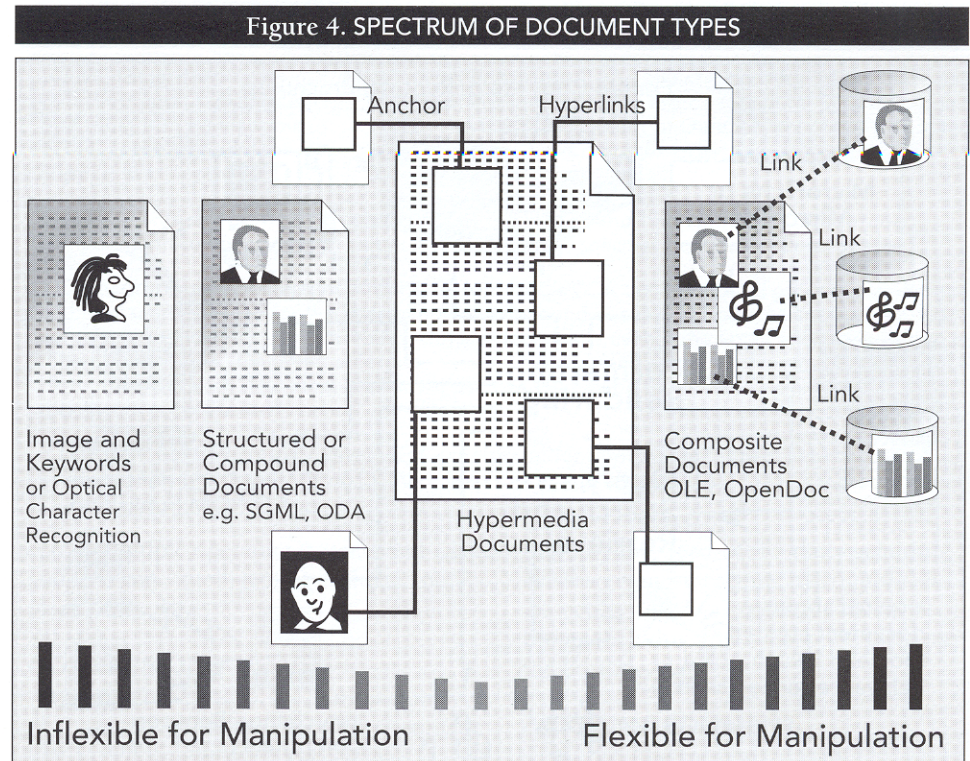 Figure 4. SPECTRUM OF DOCUMENT TYPES
Anchor
Hyperlinks
Link
Link
Link
Image and
Keywords
or Optical
Character
Recognition
Structured or
Compound
Documents
e.g. SGML, ODA
Hypermedia
Documents
Composite
Documents
OLE, OpenDoc
Inflexible for Manipulation
Flexible for Manipulation